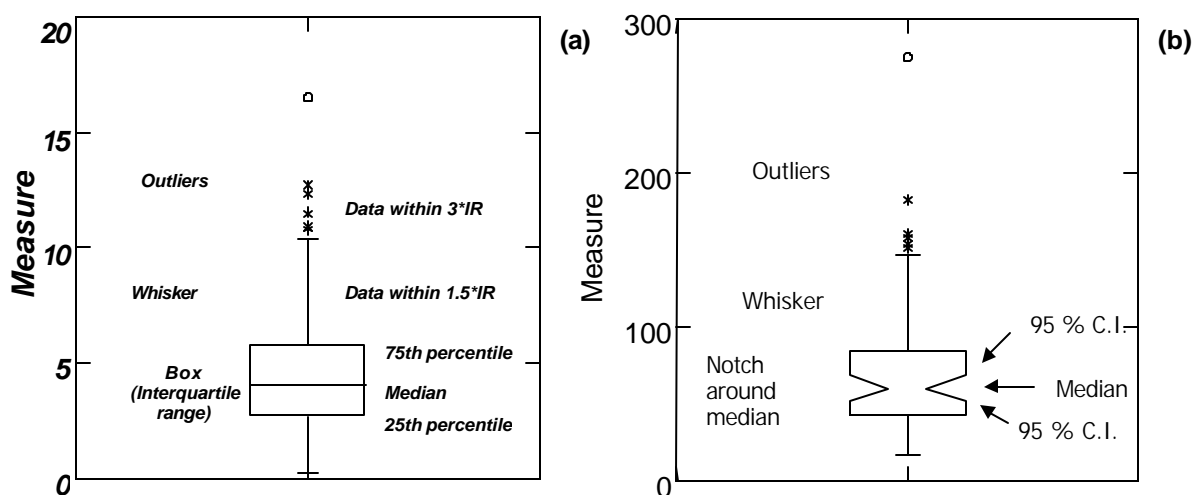 20
15
10
5
0
Measure
(a)
Outliers
Data within 3*IR
Whisker
Data within 1.5*IR
Box
(Interquartile
range)
75th percentile
Median
25th percentile
300
200
100
0
Measure
(b)
Outliers
Whisker
Notch
around
median
95 % C.I.
Median
95 % C.I.